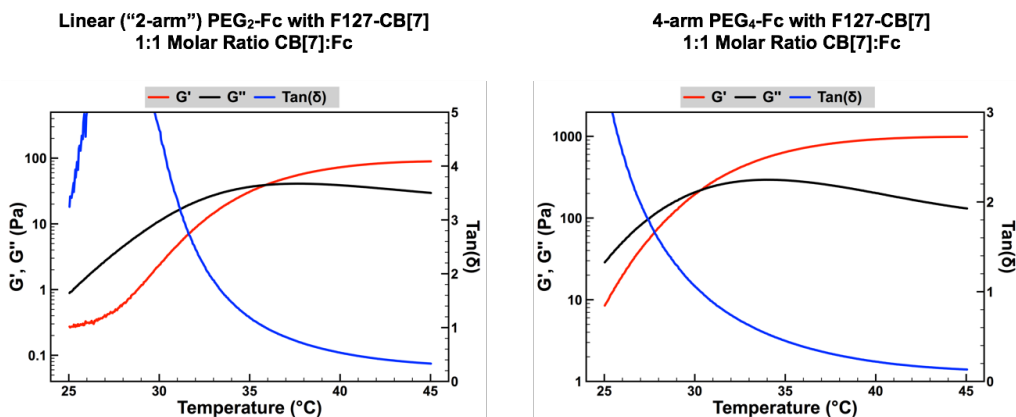 Linear (“2-arm”) PEG₂-Fc with F127-CB[7]
1:1 Molar Ratio CB[7]:Fc
G' G" Tan(δ)
100
10
1
0.1
5
4
3
2
1
0
G', G" (Pa)
Tan(δ)
25 30 35 40 45
Temperature (°C)
4-arm PEG₄-Fc with F127-CB[7]
1:1 Molar Ratio CB[7]:Fc
G' G" Tan(δ)
1000
100
10
1
3
2
1
0
G', G" (Pa)
Tan(δ)
25 30 35 40 45
Temperature (°C)